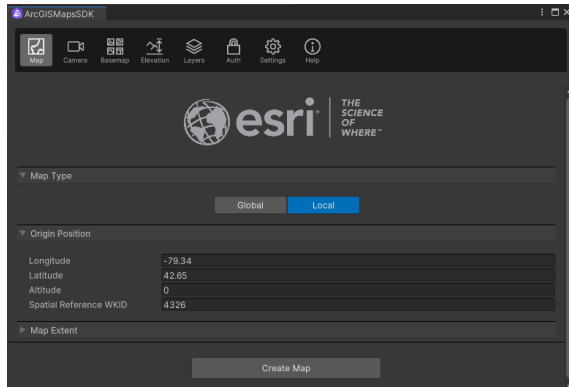 ArcGISMapsSDK
Map Camera Basemap Elevation Layers Auth Settings Help
esri
THE
SCIENCE
OF
WHERE™
Map Type
Global Local
Origin Position
Longitude -79.34
Latitude 42.65
Altitude 0
Spatial Reference WKID 4326
Map Extent
Create Map